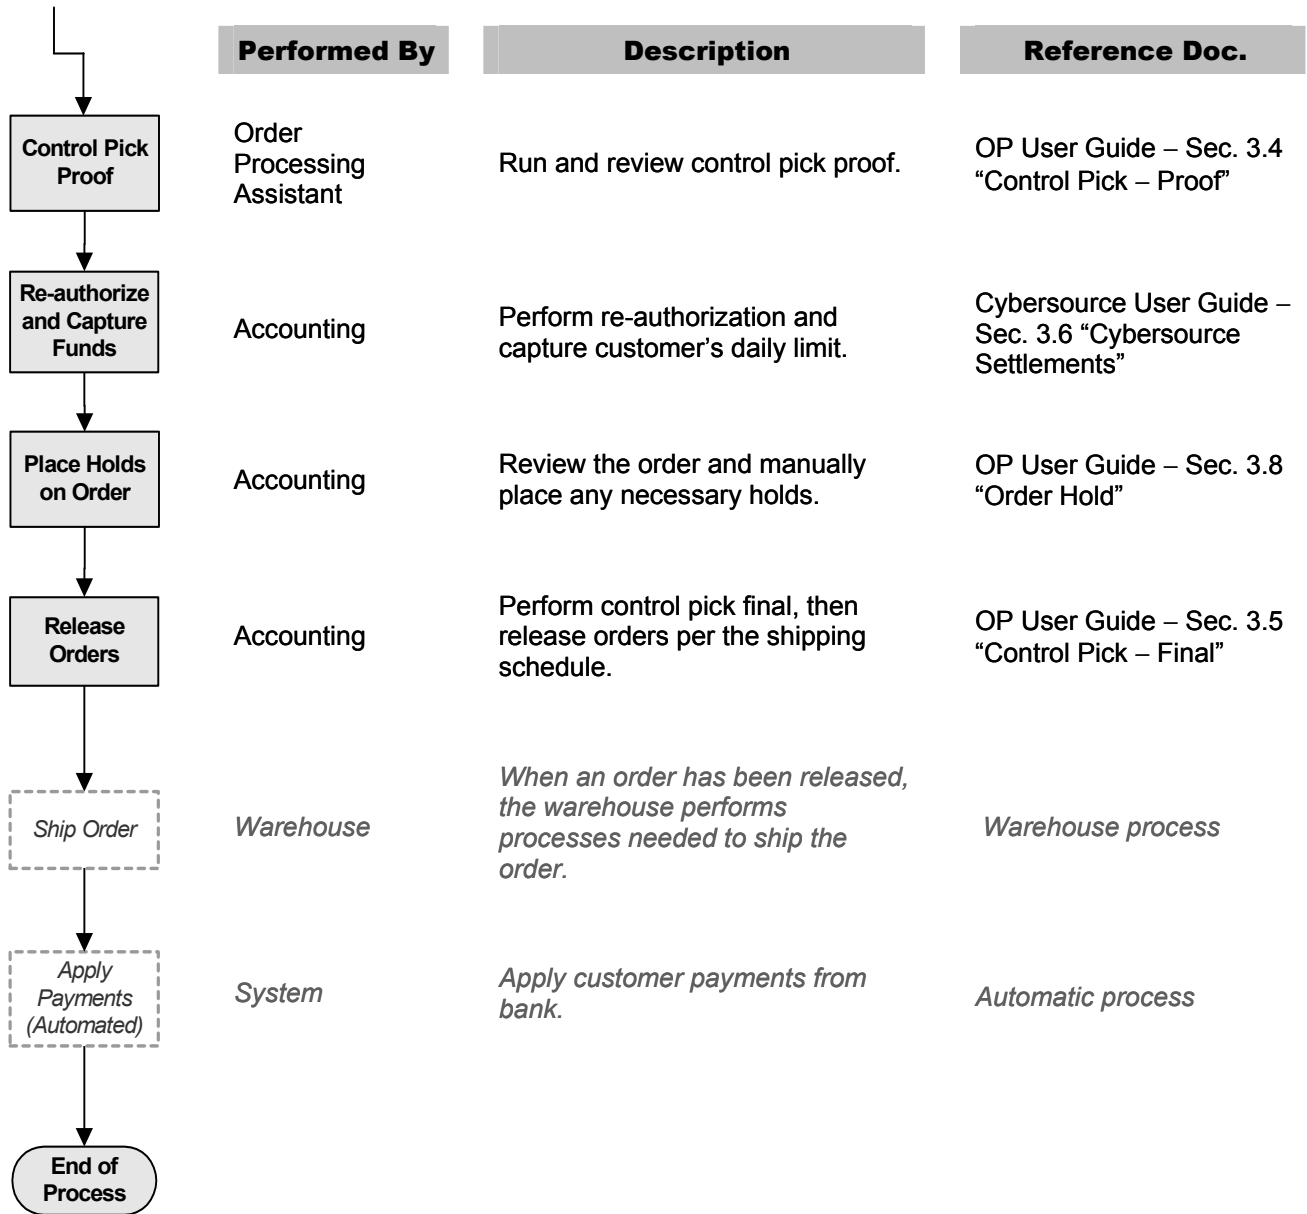 Performed By
Description
Reference Doc.
Control Pick
Proof
Order
Processing
Assistant
Run and review control pick proof.
OP User Guide – Sec. 3.4
“Control Pick – Proof”
Re-authorize
and Capture
Funds
Accounting
Perform re-authorization and
capture customer’s daily limit.
Cybersource User Guide –
Sec. 3.6 “Cybersource
Settlements”
Place Holds
on Order
Accounting
Review the order and manually
place any necessary holds.
OP User Guide – Sec. 3.8
“Order Hold”
Release
Orders
Accounting
Perform control pick final, then
release orders per the shipping
schedule.
OP User Guide – Sec. 3.5
“Control Pick – Final”
Ship Order
Warehouse
When an order has been released,
the warehouse performs
processes needed to ship the
order.
Warehouse process
Apply
Payments
(Automated)
System
Apply customer payments from
bank.
Automatic process
End of
Process